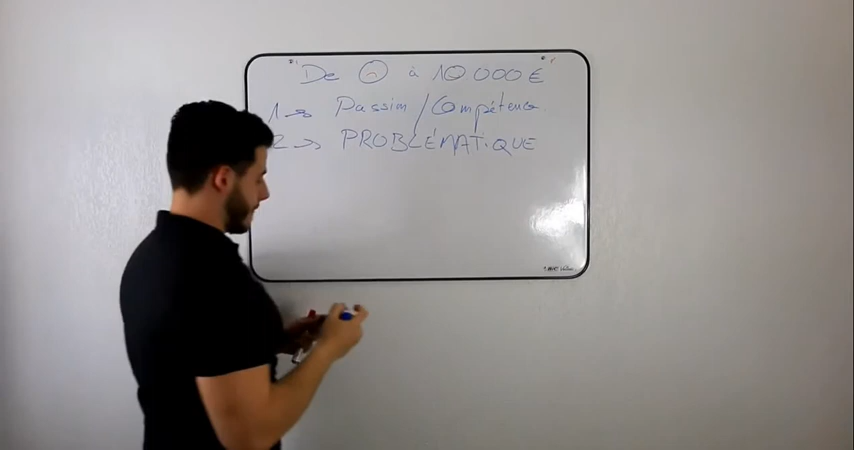 "De 0 à 10 000€"
1 → Passion / Compétence
2 → PROBLÉMATIQUE